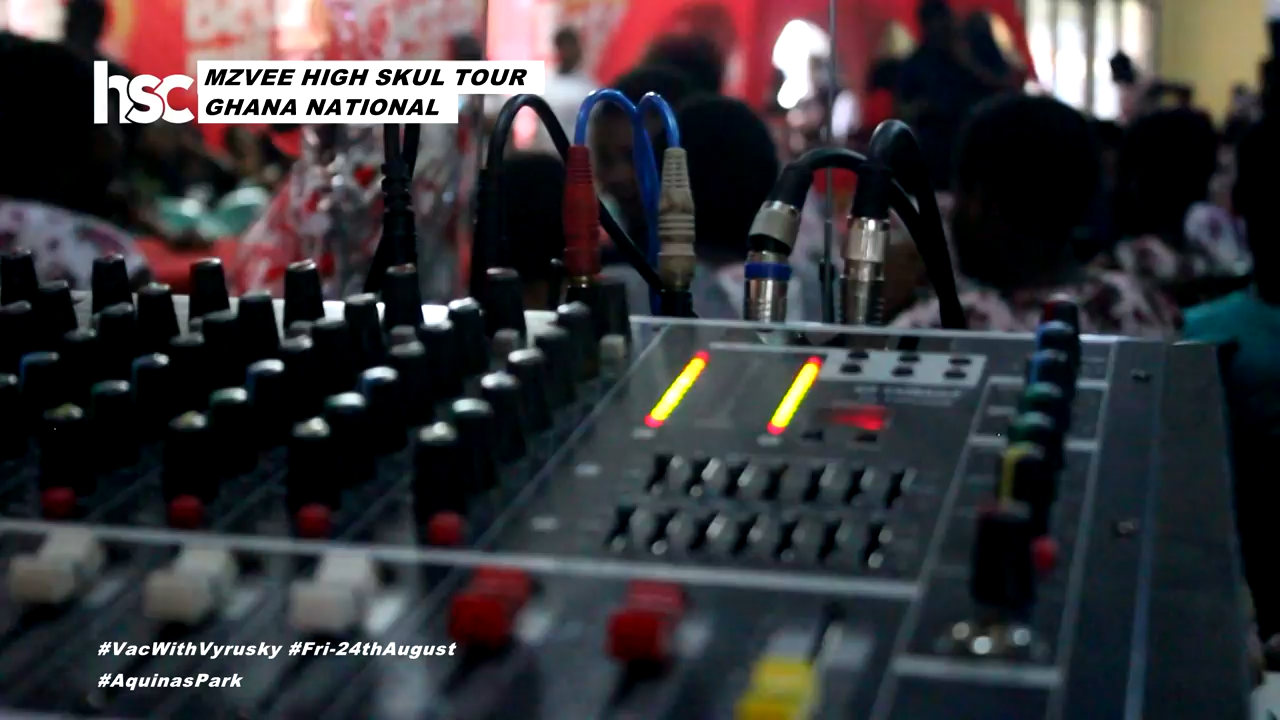 hsc
MZVEE HIGH SKUL TOUR
GHANA NATIONAL
#VacWithVyrusky #Fri-24thAugust
#AquinasPark